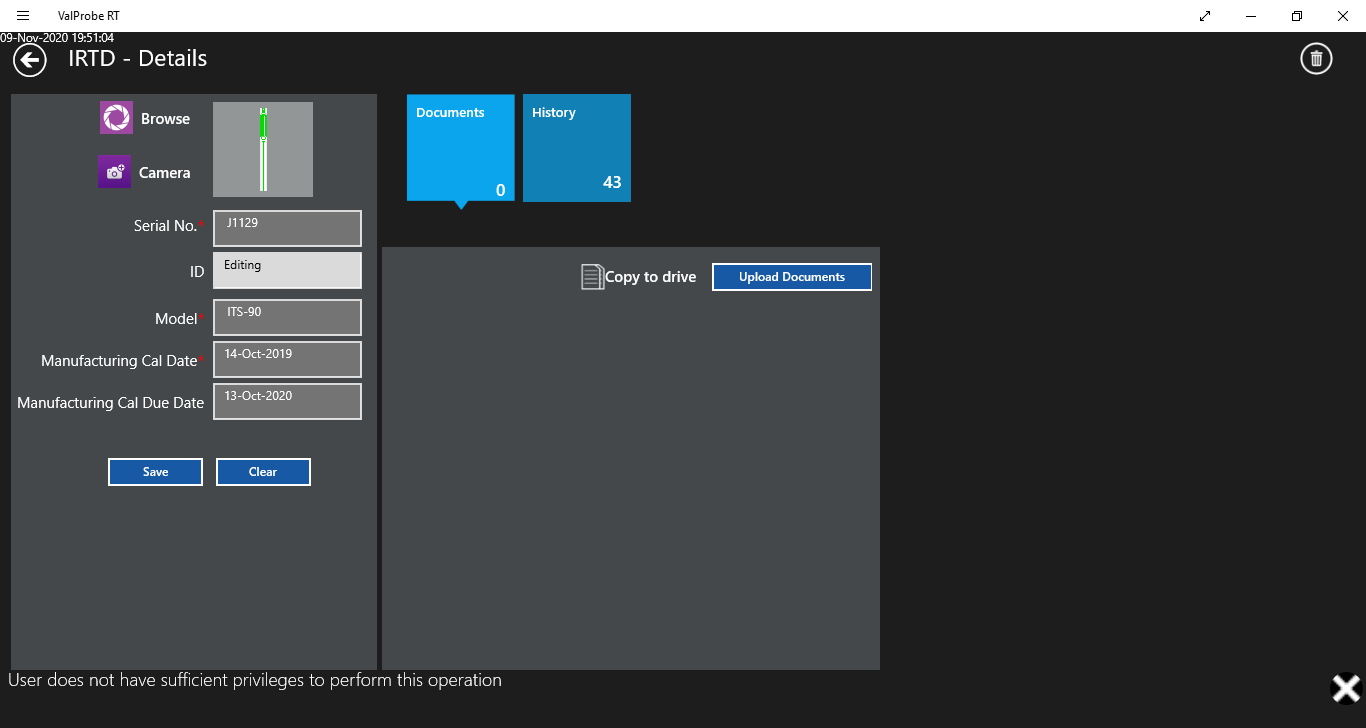 ValProbe RT
09-Nov-2020 19:51:04
IRTD - Details
Browse
Camera
Serial No.* J1129
ID Editing
Model* ITS-90
Manufacturing Cal Date* 14-Oct-2019
Manufacturing Cal Due Date 13-Oct-2020
Save Clear
Documents
0
History
43
Copy to drive Upload Documents
User does not have sufficient privileges to perform this operation